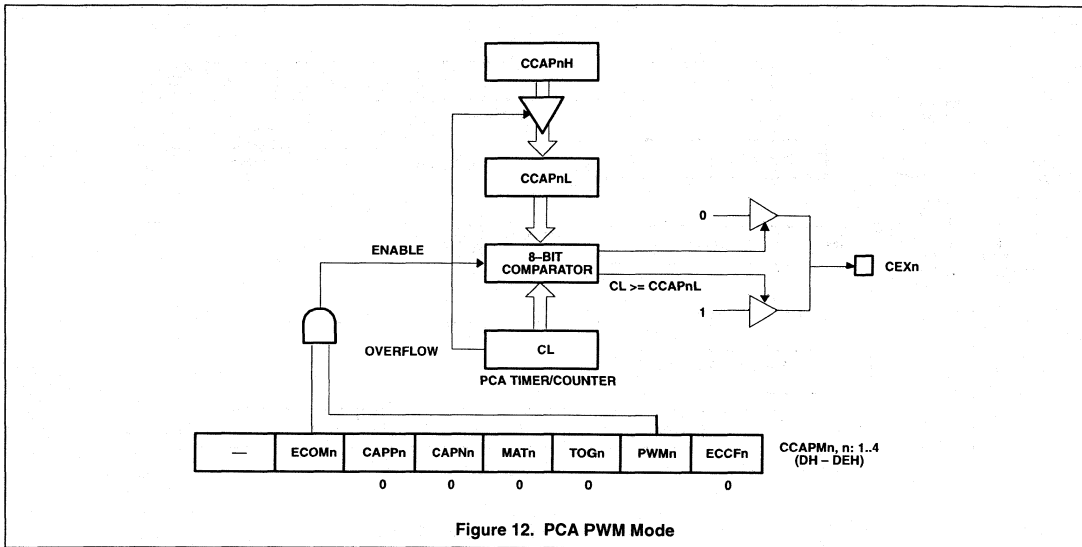 CCAPnH
CCAPnL
0
ENABLE
8–BIT
COMPARATOR
CEXn
CL >= CCAPnL
1
OVERFLOW
CL
PCA TIMER/COUNTER
— ECOMn CAPPn CAPNn MATn TOGn PWMn ECCFn
CCAPMn, n: 1..4
(DH – DEH)
0 0 0 0 0
Figure 12. PCA PWM Mode